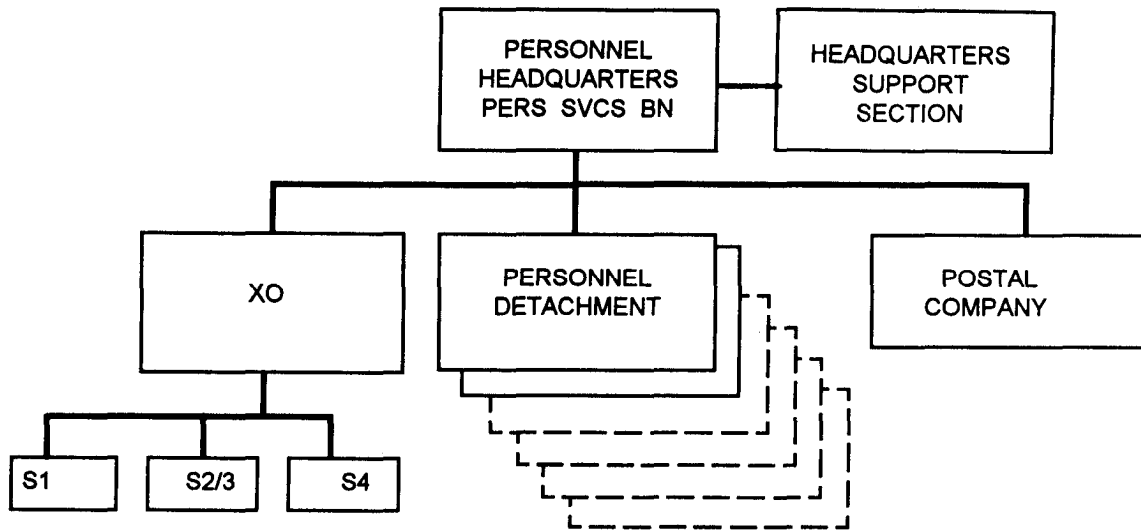 PERSONNEL
HEADQUARTERS
PERS SVCS BN
HEADQUARTERS
SUPPORT
SECTION
XO
PERSONNEL
DETACHMENT
POSTAL
COMPANY
S1
S2/3
S4